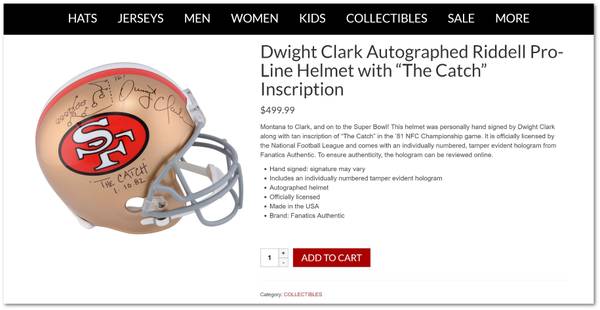 HATS JERSEYS MEN WOMEN KIDS COLLECTIBLES SALE MORE
Dwight Clark Autographed Riddell Pro-
Line Helmet with “The Catch”
Inscription
$499.99
Montana to Clark, and on to the Super Bowl! This helmet was personally hand signed by Dwight Clark
along with tan inscription of “The Catch” in the ’81 NFC Championship game. It is officially licensed by
the National Football League and comes with an individually numbered, tamper evident hologram from
Fanatics Authentic. To ensure authenticity, the hologram can be reviewed online.
• Hand signed: signature may vary
• Includes an individually numbered tamper evident hologram
• Autographed helmet
• Officially licensed
• Made in the USA
• Brand: Fanatics Authentic
1 + -
ADD TO CART
Category: COLLECTIBLES
Dwight Clark
SF
"THE CATCH"
1·10·82